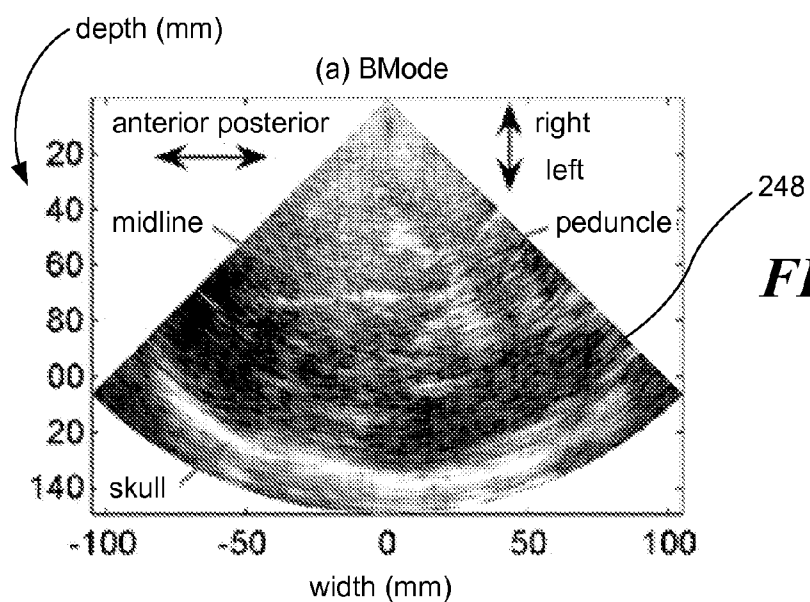 depth (mm)
(a) BMode
anterior posterior
right
left
20
40
midline
peduncle
248
60
80
00
20
140
skull
-100
-50
0
50
100
width (mm)